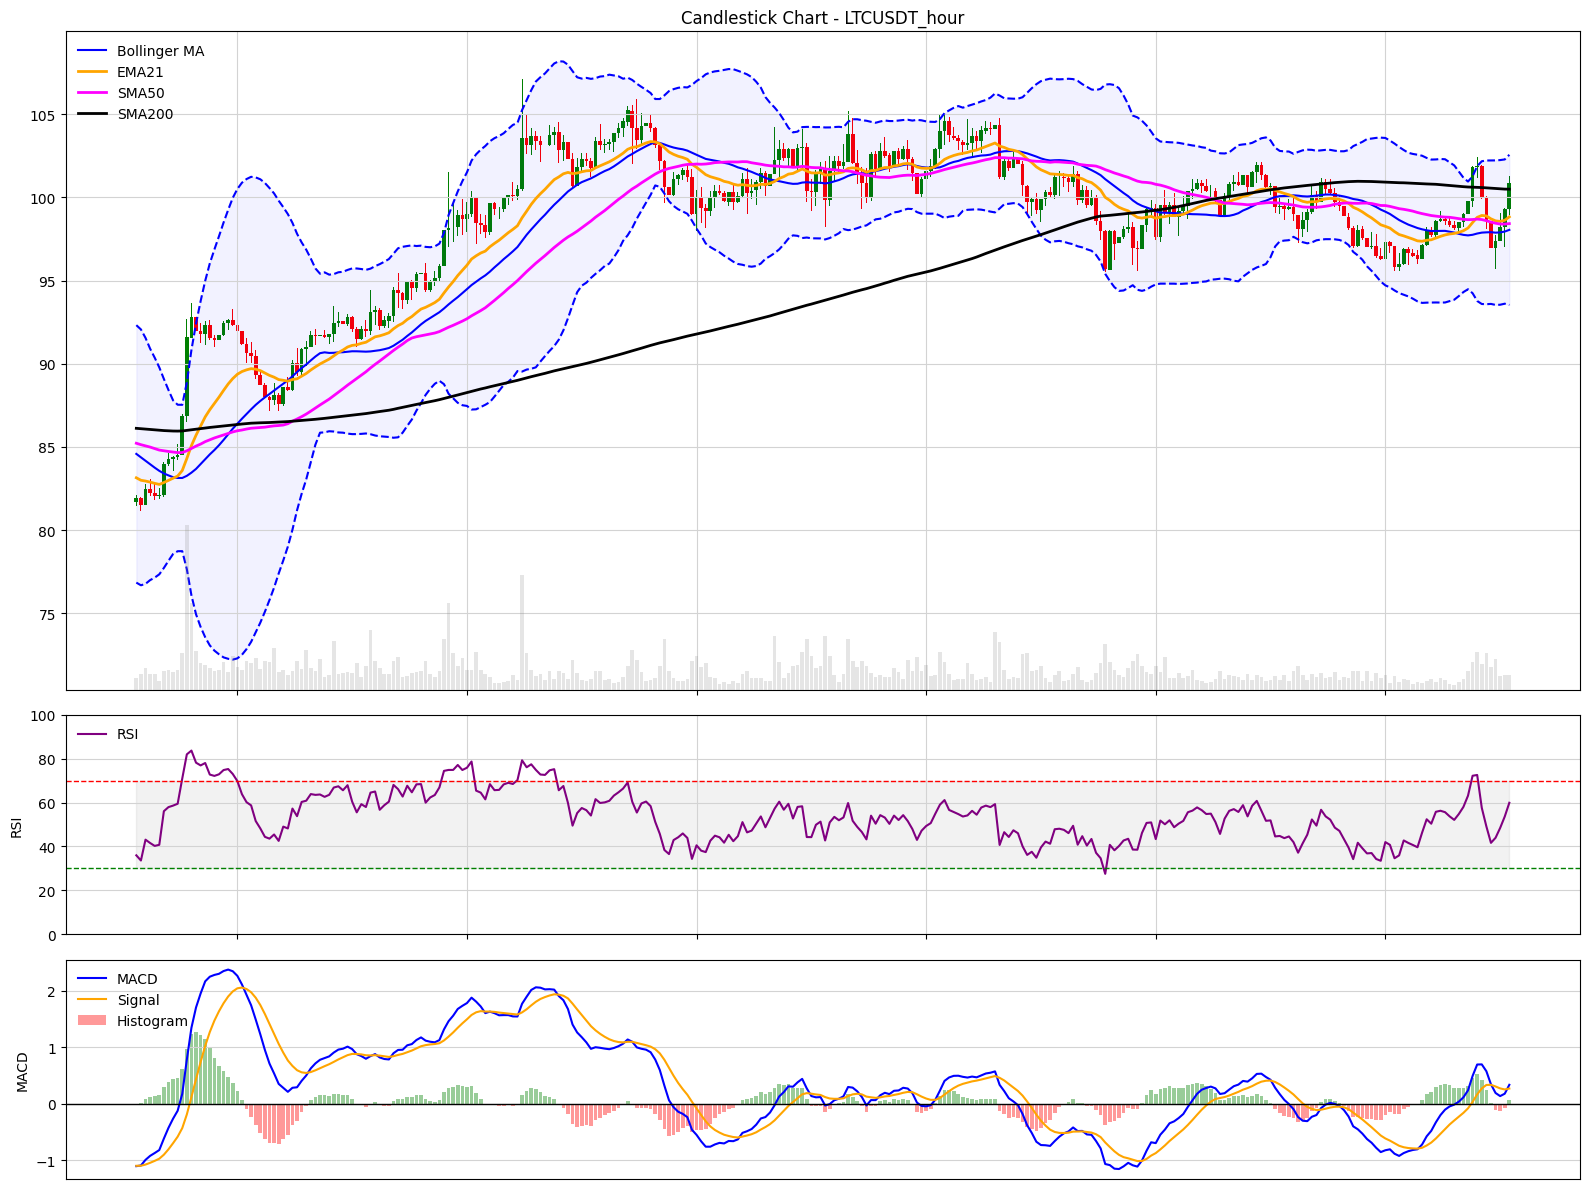 Candlestick Chart - LTCUSDT_hour
Bollinger MA
EMA21
SMA50
SMA200
105
100
95
90
85
80
75
RSI
100
80
60
40
20
0
RSI
MACD
Signal
Histogram
2
1
0
−1
MACD